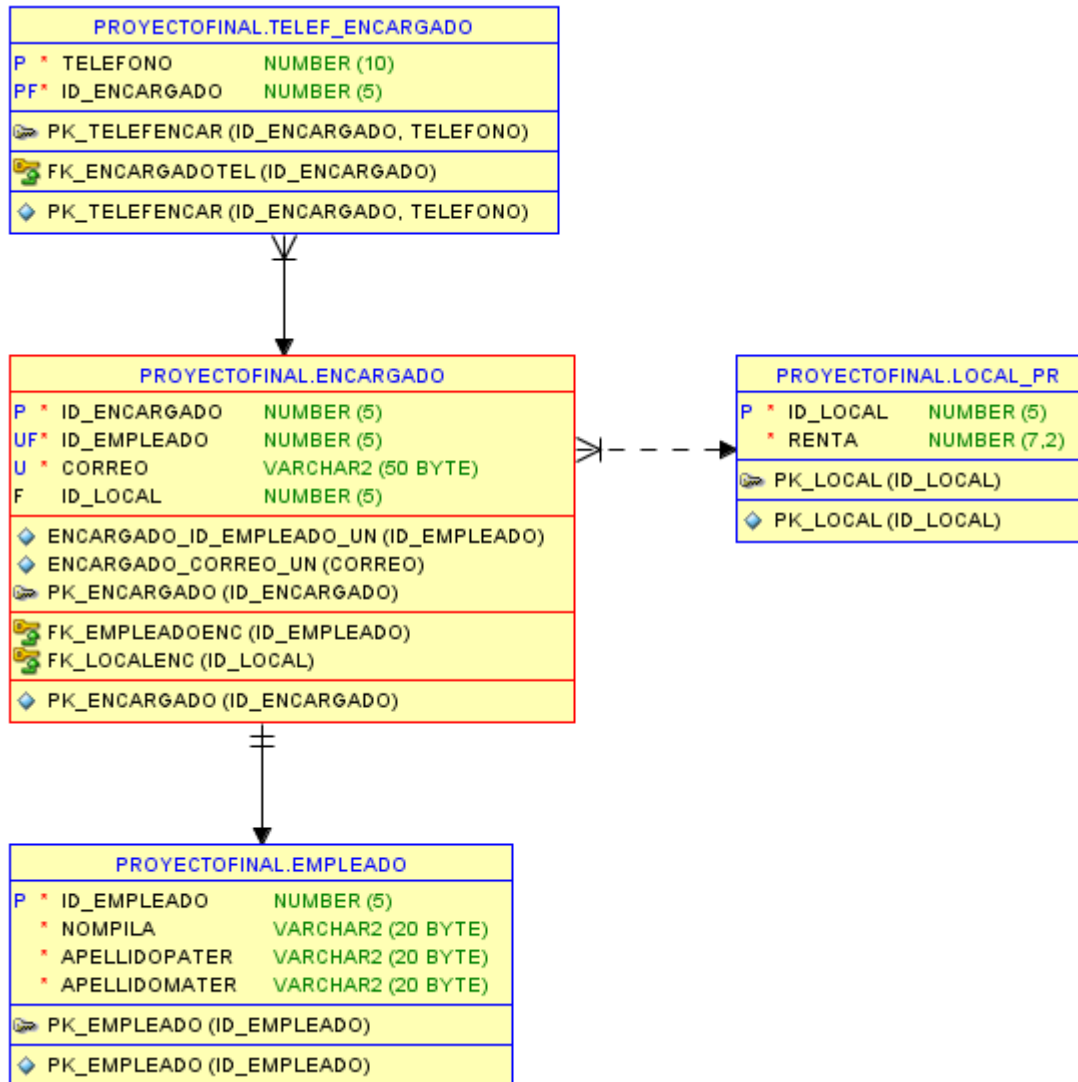 PROYECTOFINAL.TELEF_ENCARGADO
P * TELEFONO NUMBER (10)
PF* ID_ENCARGADO NUMBER (5)
PK_TELEFENCAR (ID_ENCARGADO, TELEFONO)
FK_ENCARGADOTEL (ID_ENCARGADO)
PK_TELEFENCAR (ID_ENCARGADO, TELEFONO)
PROYECTOFINAL.ENCARGADO
P * ID_ENCARGADO NUMBER (5)
UF* ID_EMPLEADO NUMBER (5)
U * CORREO VARCHAR2 (50 BYTE)
F ID_LOCAL NUMBER (5)
ENCARGADO_ID_EMPLEADO_UN (ID_EMPLEADO)
ENCARGADO_CORREO_UN (CORREO)
PK_ENCARGADO (ID_ENCARGADO)
FK_EMPLEADOENC (ID_EMPLEADO)
FK_LOCALENC (ID_LOCAL)
PK_ENCARGADO (ID_ENCARGADO)
PROYECTOFINAL.LOCAL_PR
P * ID_LOCAL NUMBER (5)
* RENTA NUMBER (7,2)
PK_LOCAL (ID_LOCAL)
PK_LOCAL (ID_LOCAL)
PROYECTOFINAL.EMPLEADO
P * ID_EMPLEADO NUMBER (5)
* NOMPILA VARCHAR2 (20 BYTE)
* APELLIDOPATER VARCHAR2 (20 BYTE)
* APELLIDOMATER VARCHAR2 (20 BYTE)
PK_EMPLEADO (ID_EMPLEADO)
PK_EMPLEADO (ID_EMPLEADO)